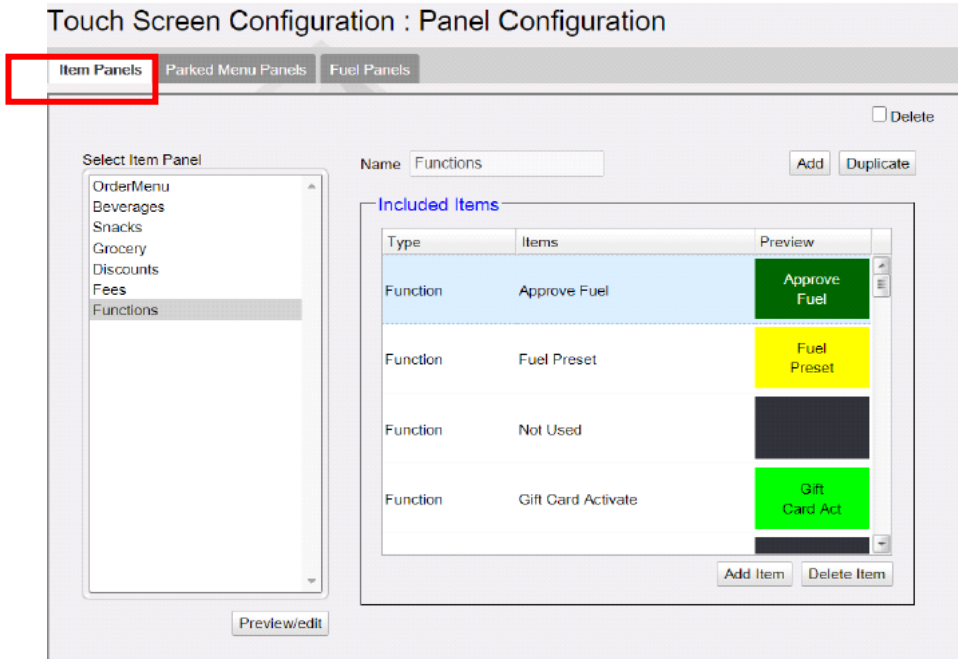 Touch Screen Configuration : Panel Configuration
Item Panels Parked Menu Panels Fuel Panels
Delete
Select Item Panel
OrderMenu
Beverages
Snacks
Grocery
Discounts
Fees
Functions
Preview/edit
Name Functions
Add Duplicate
Included Items
Type Items Preview
Function Approve Fuel Approve
Fuel
Function Fuel Preset Fuel
Preset
Function Not Used
Function Gift Card Activate Gift
Card Act
Add Item Delete Item